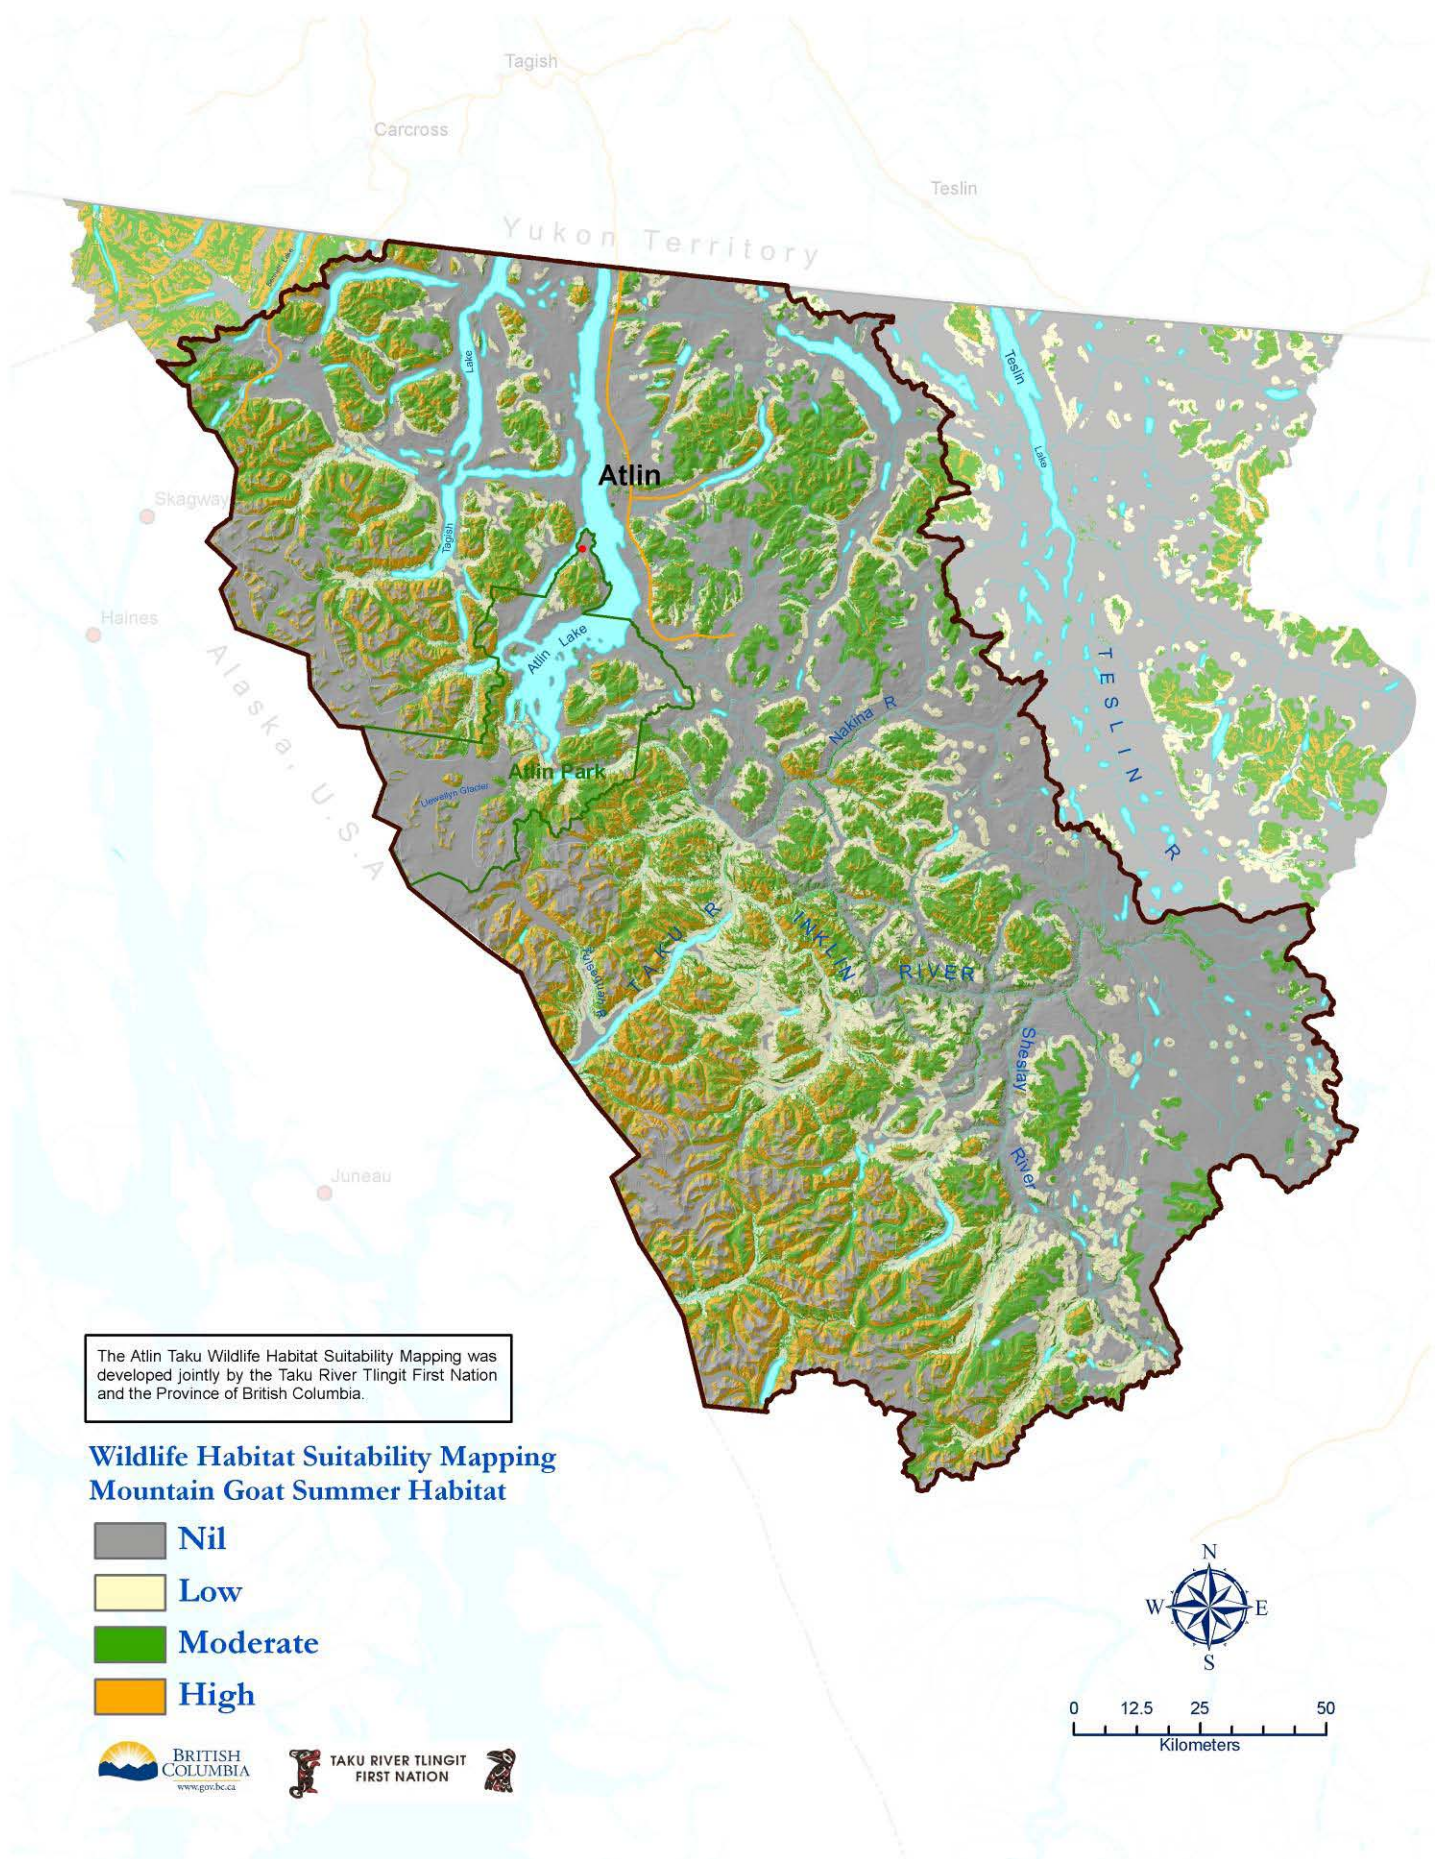 Tagish
Carcross
Teslin
Yukon Territory
Lake
Teslin
Lake
Lake
Atlin
Skagway
Tagish
Haines
Atlin Lake
Alaska, U.S.A
TESLIN R
Nakina R
Atlin Park
Llewellyn Glacier
TAKU R
INKLIN
RIVER
Sheslay
River
Juneau
The Atlin Taku Wildlife Habitat Suitability Mapping was
developed jointly by the Taku River Tlingit First Nation
and the Province of British Columbia.
Wildlife Habitat Suitability Mapping
Mountain Goat Summer Habitat
Nil
Low
Moderate
High
N
W E
S
0 12.5 25 50
Kilometers
BRITISH
COLUMBIA
www.gov.bc.ca
TAKU RIVER TLINGIT
FIRST NATION